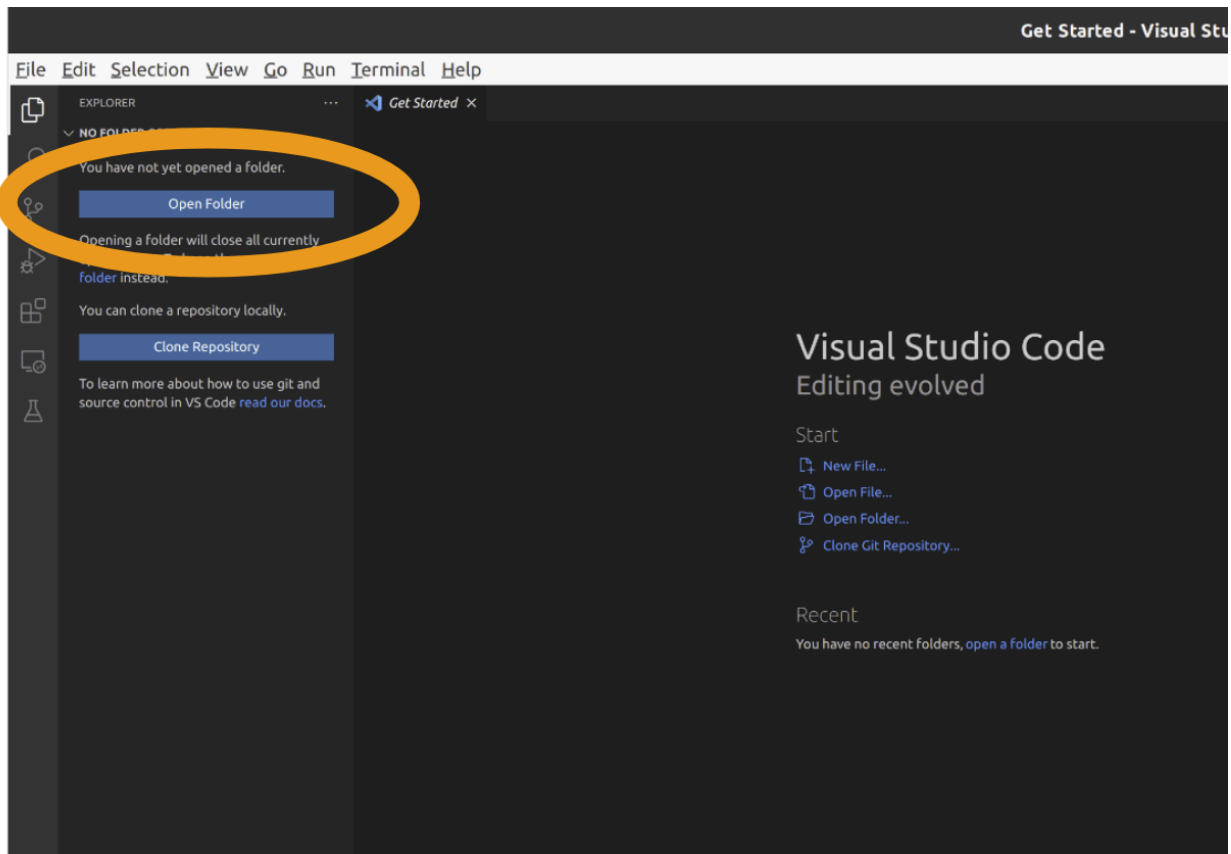 Get Started - Visual Stu
File Edit Selection View Go Run Terminal Help
EXPLORER ...
Get Started ×
NO FOLDER
You have not yet opened a folder.
Open Folder
Opening a folder will close all currently
folder instead.
You can clone a repository locally.
Clone Repository
To learn more about how to use git and
source control in VS Code read our docs.
Visual Studio Code
Editing evolved
Start
New File...
Open File...
Open Folder...
Clone Git Repository...
Recent
You have no recent folders, open a folder to start.